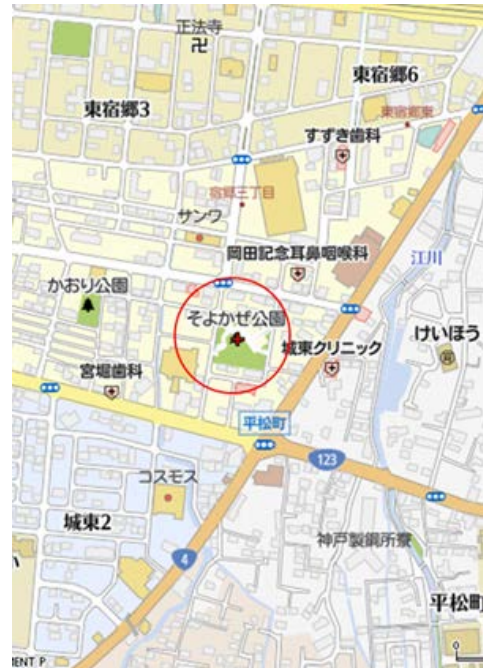 正法寺
東宿郷6
東宿郷3
東宿郷東
すずき歯科
宿郷三丁目
サンワ
岡田記念耳鼻咽喉科
江川
かおり公園
そよかぜ公園
けいほう
城東クリニック
宮堀歯科
平松町
123
コスモス
城東2
神戸製鋼所寮
4
平松町
0
MENT P